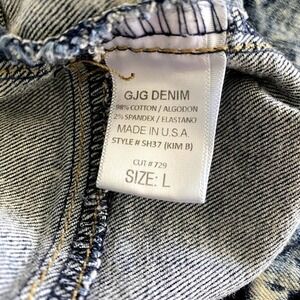 GJG DENIM
98% COTTON / ALGODON
2% SPANDEX / ELASTANO
MADE IN U.S.A
STYLE # SH37 (KIM B)
CUT # 729
SIZE: L